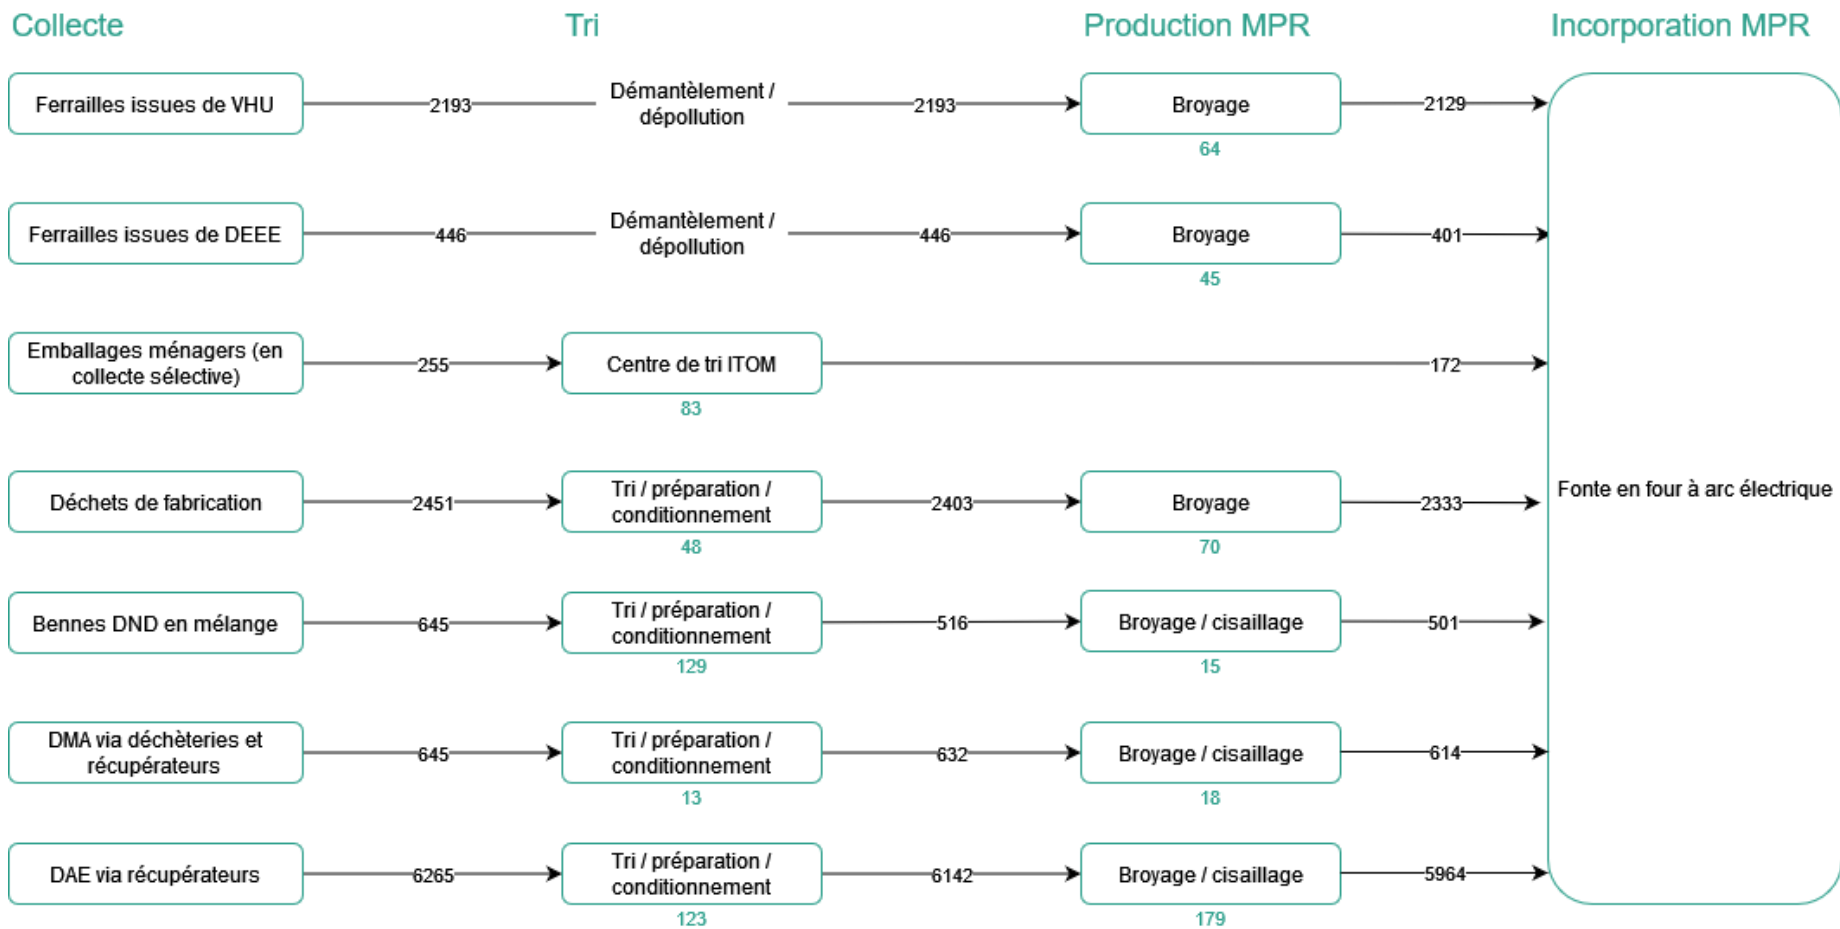 Collecte
Tri
Production MPR
Incorporation MPR
Ferrailles issues de VHU
2193
Démantèlement /
dépollution
2193
Broyage
64
2129
Ferrailles issues de DEEE
446
Démantèlement /
dépollution
446
Broyage
45
401
Emballages ménagers (en
collecte sélective)
255
Centre de tri ITOM
83
172
Déchets de fabrication
2451
Tri / préparation /
conditionnement
48
2403
Broyage
70
2333
Fonte en four à arc électrique
Bennes DND en mélange
645
Tri / préparation /
conditionnement
129
516
Broyage / cisaillage
15
501
DMA via déchèteries et
récupérateurs
645
Tri / préparation /
conditionnement
13
632
Broyage / cisaillage
18
614
DAE via récupérateurs
6265
Tri / préparation /
conditionnement
123
6142
Broyage / cisaillage
179
5964